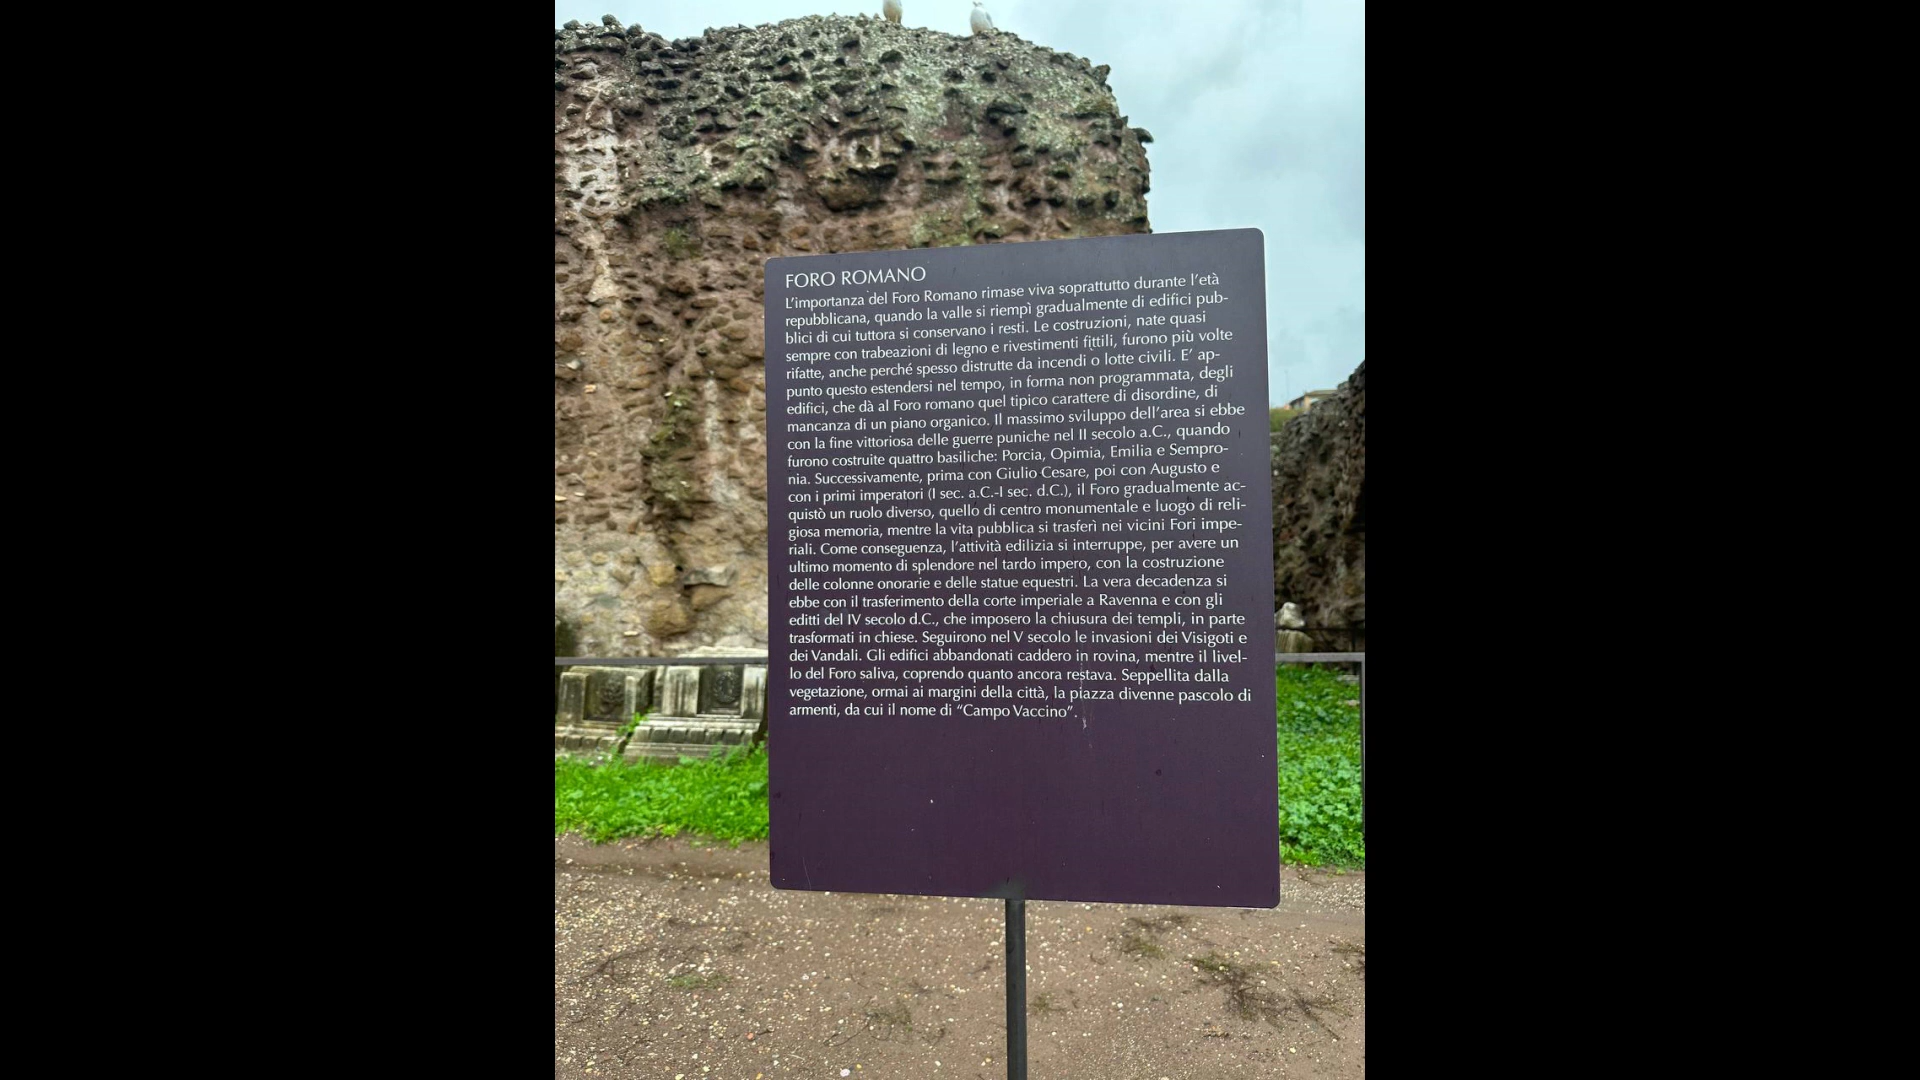 FORO ROMANO
L'importanza del Foro Romano rimase viva soprattutto durante l'età
repubblicana, quando la valle si riempì gradualmente di edifici pub-
blici di cui tuttora si conservano i resti. Le costruzioni, nate quasi
sempre con trabeazioni di legno e rivestimenti fittili, furono più volte
rifatte, anche perché spesso distrutte da incendi o lotte civili. E' ap-
punto questo estendersi nel tempo, in forma non programmata, degli
edifici, che dà al Foro romano quel tipico carattere di disordine, di
mancanza di un piano organico. Il massimo sviluppo dell'area si ebbe
con la fine vittoriosa delle guerre puniche nel II secolo a.C., quando
furono costruite quattro basiliche: Porcia, Opimia, Emilia e Sempro-
nia. Successivamente, prima con Giulio Cesare, poi con Augusto e
con i primi imperatori (I sec. a.C.-I sec. d.C.), il Foro gradualmente ac-
quistò un ruolo diverso, quello di centro monumentale e luogo di reli-
giosa memoria, mentre la vita pubblica si trasferì nei vicini Fori impe-
riali. Come conseguenza, l'attività edilizia si interruppe, per avere un
ultimo momento di splendore nel tardo impero, con la costruzione
delle colonne onorarie e delle statue equestri. La vera decadenza si
ebbe con il trasferimento della corte imperiale a Ravenna e con gli
editti del IV secolo d.C., che imposero la chiusura dei templi, in parte
trasformati in chiese. Seguirono nel V secolo le invasioni dei Visigoti e
dei Vandali. Gli edifici abbandonati caddero in rovina, mentre il livel-
lo del Foro saliva, coprendo quanto ancora restava. Seppellita dalla
vegetazione, ormai ai margini della città, la piazza divenne pascolo di
armenti, da cui il nome di "Campo Vaccino".